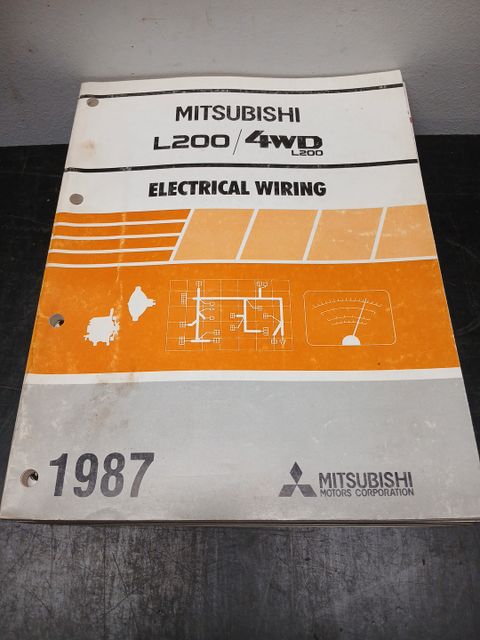 MITSUBISHI
L200/4WD
L200
ELECTRICAL WIRING
1987
MITSUBISHI
MOTORS CORPORATION